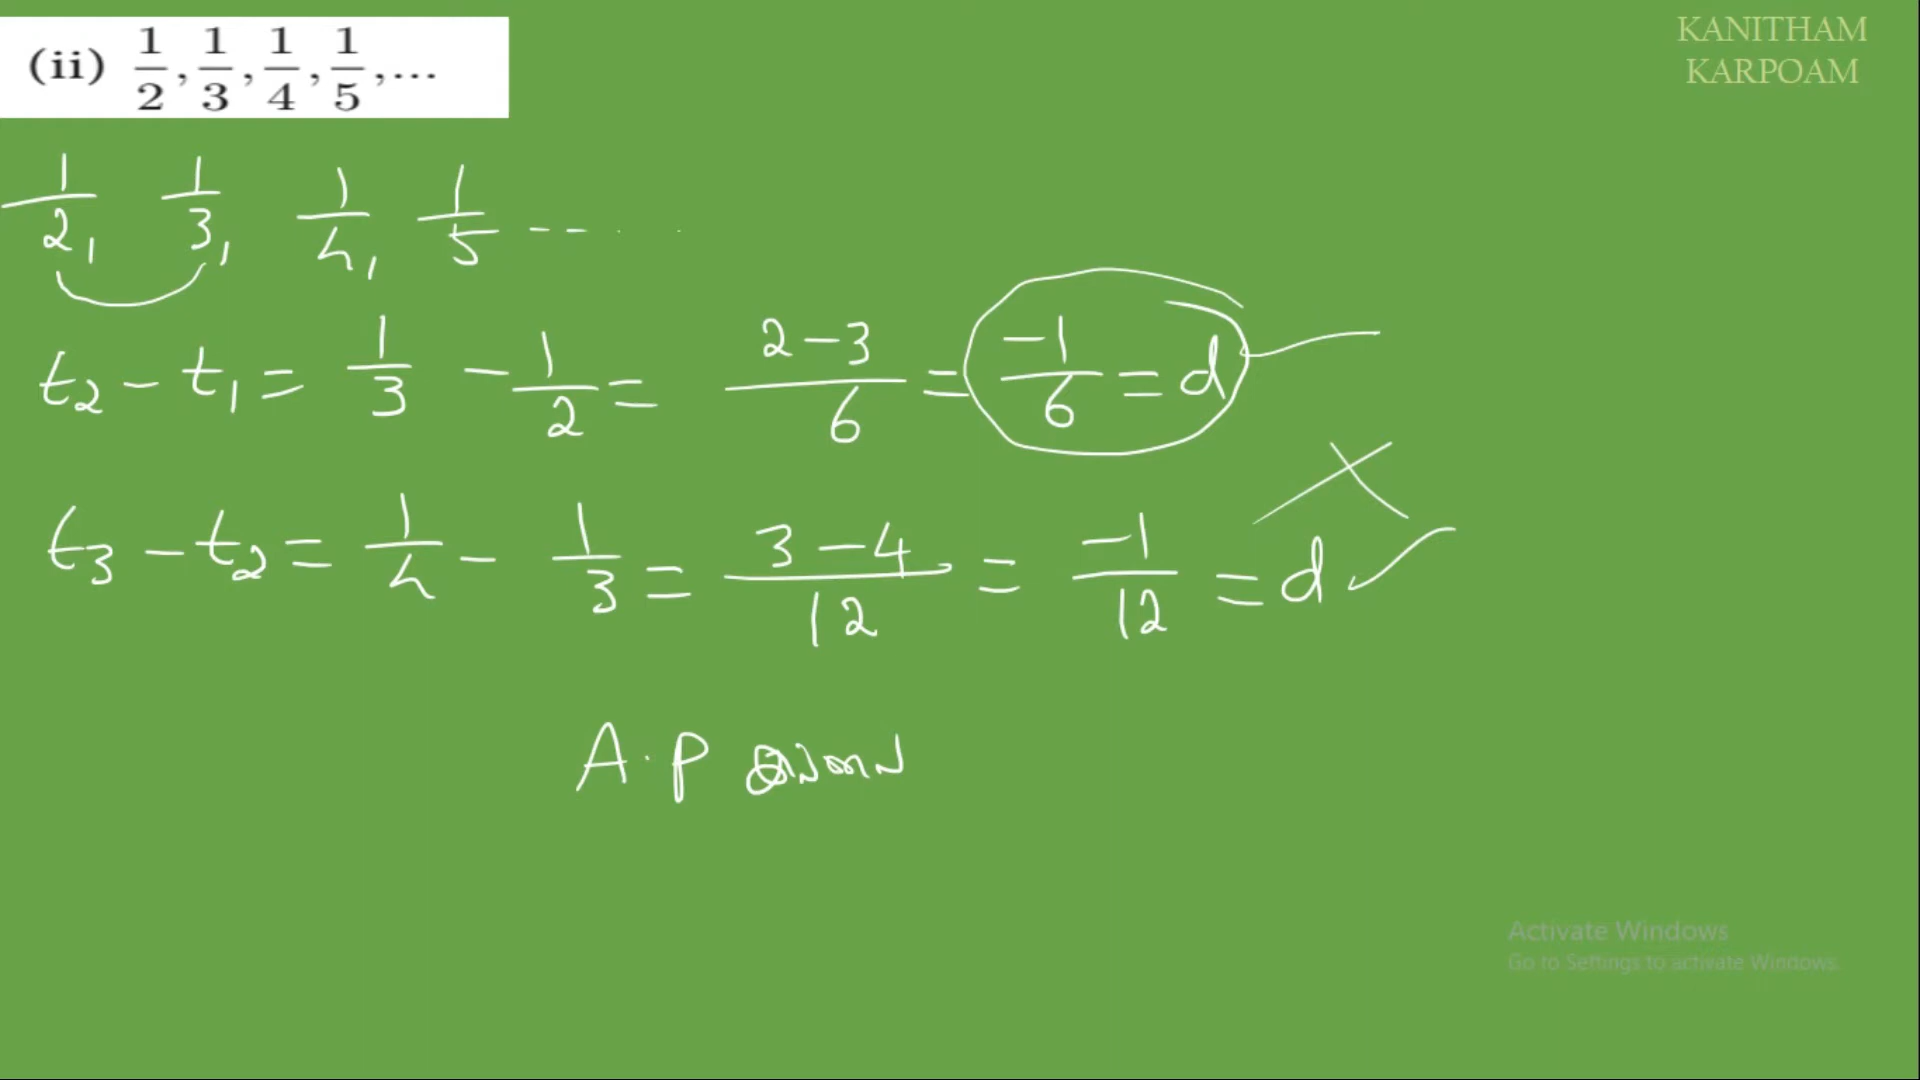 KANITHAM
KARPOAM
(ii) 1/2, 1/3, 1/4, 1/5, ...
1/2, 1/3, 1/4, 1/5 -- . .
t2 - t1 = 1/3 - 1/2 = 2-3/6 = -1/6 = d
t3 - t2 = 1/4 - 1/3 = 3-4/12 = -1/12 = d
A.P
Activate Windows
Go to Settings to activate Windows.